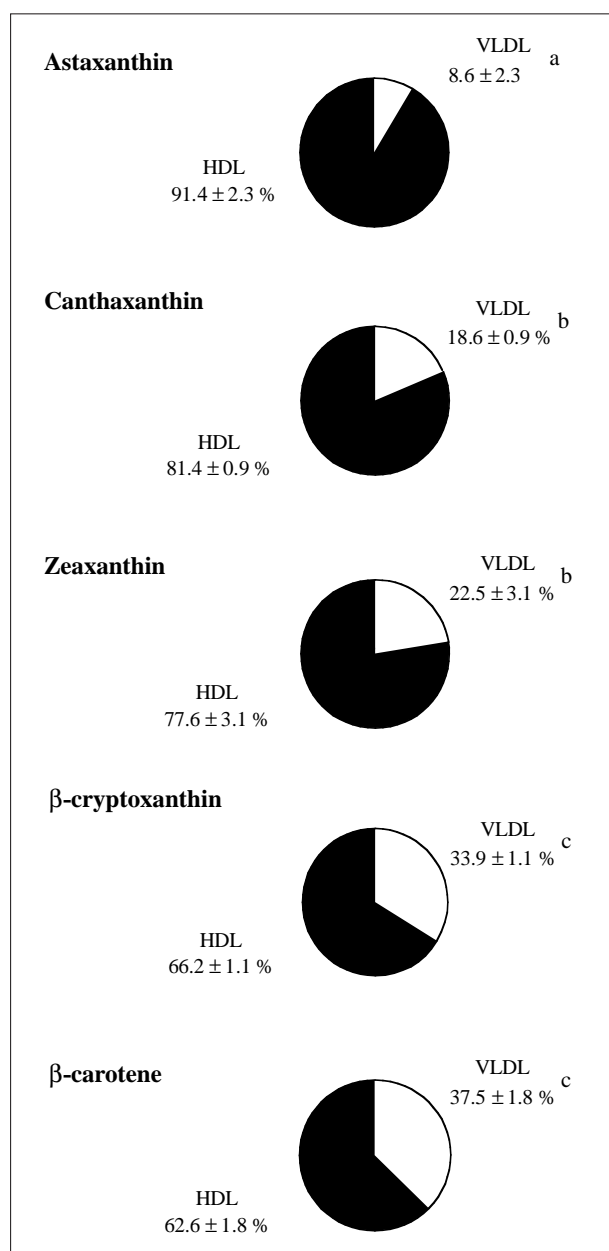 Astaxanthin
VLDL
8.6 ± 2.3 a
HDL
91.4 ± 2.3 %
Canthaxanthin
VLDL
18.6 ± 0.9 % b
HDL
81.4 ± 0.9 %
Zeaxanthin
VLDL
22.5 ± 3.1 % b
HDL
77.6 ± 3.1 %
β-cryptoxanthin
VLDL
33.9 ± 1.1 % c
HDL
66.2 ± 1.1 %
β-carotene
VLDL
37.5 ± 1.8 % c
HDL
62.6 ± 1.8 %